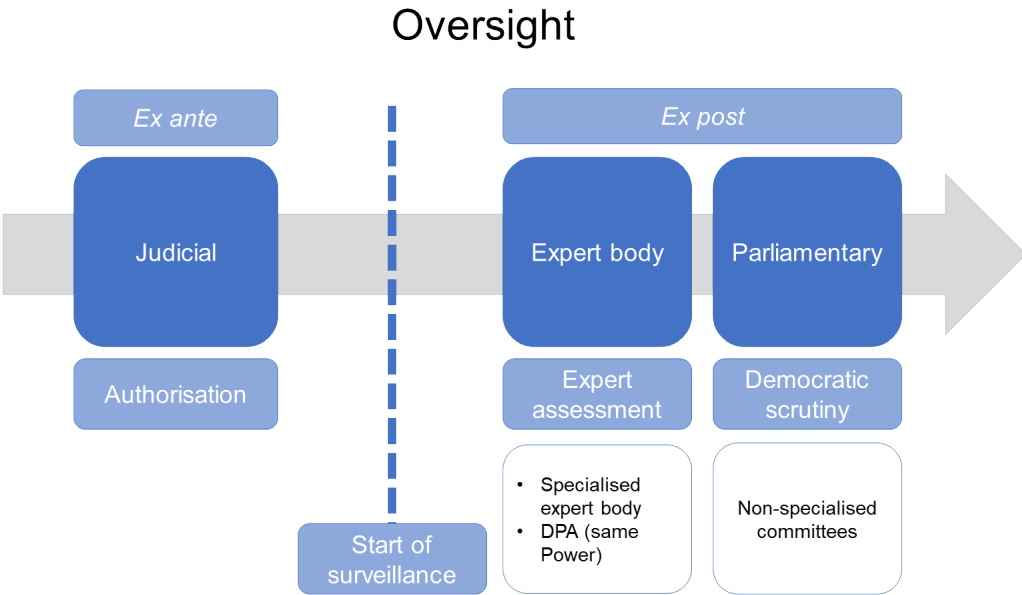 Oversight
Ex ante
Ex post
Judicial
Expert body
Parliamentary
Authorisation
Expert
assessment
Democratic
scrutiny
• Specialised
expert body
• DPA (same
Power)
Non-specialised
committees
Start of
surveillance